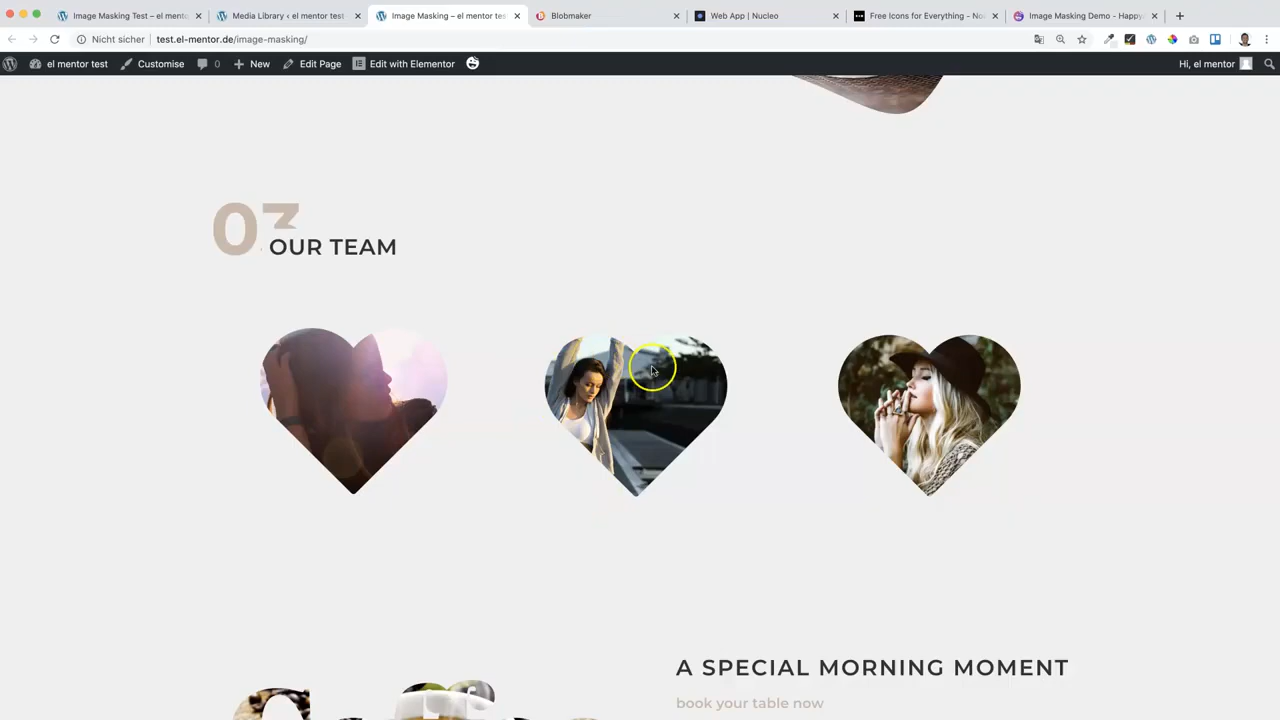 Image Masking Test – el mento
Media Library ‹ el mentor test
Image Masking – el mentor tes
Blobmaker
Web App | Nucleo
Free Icons for Everything - No
Image Masking Demo - Happy
Nicht sicher
test.el-mentor.de/image-masking/
el mentor test
Customise
0
New
Edit Page
Edit with Elementor
Hi, el mentor
03
OUR TEAM
A SPECIAL MORNING MOMENT
book your table now